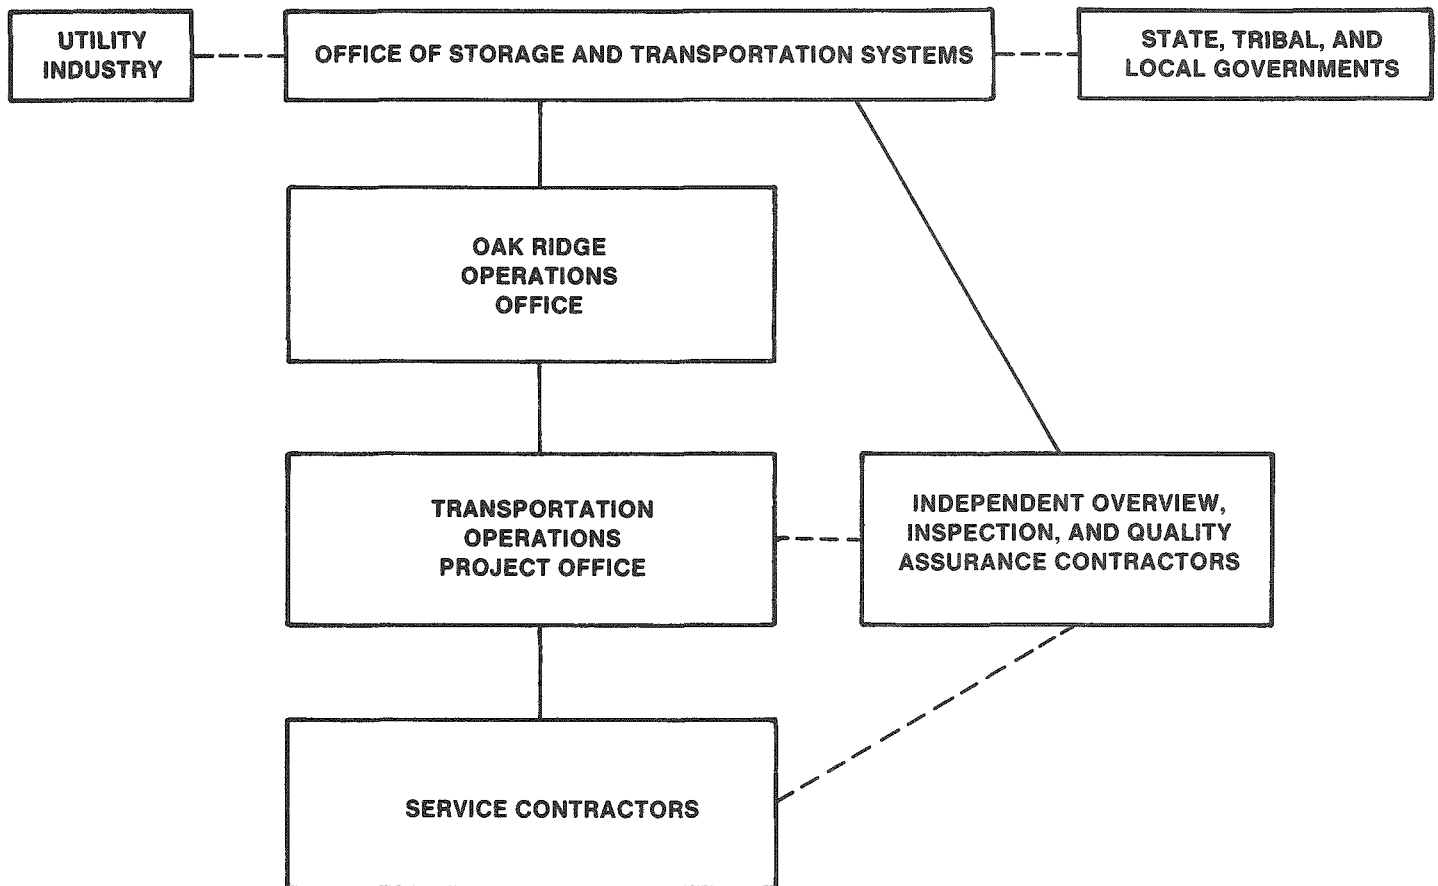 UTILITY
INDUSTRY
OFFICE OF STORAGE AND TRANSPORTATION SYSTEMS
STATE, TRIBAL, AND
LOCAL GOVERNMENTS
OAK RIDGE
OPERATIONS
OFFICE
TRANSPORTATION
OPERATIONS
PROJECT OFFICE
INDEPENDENT OVERVIEW,
INSPECTION, AND QUALITY
ASSURANCE CONTRACTORS
SERVICE CONTRACTORS